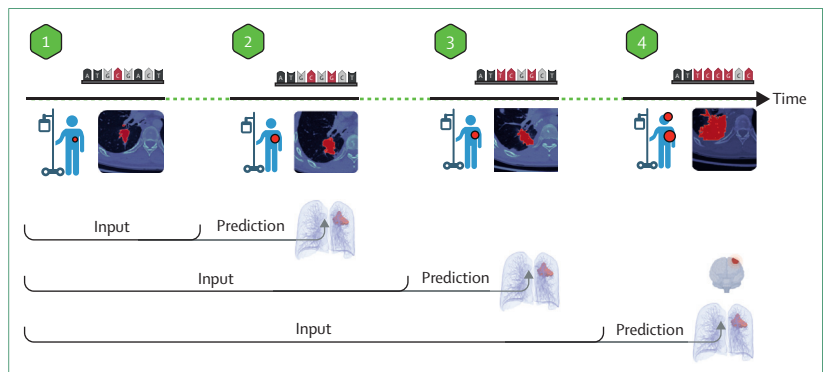 1 2 3 4
A T G C G A C T
A T G C G G C T
A T T C G G C T
A T T C C G C C
Time
Input Prediction
Input Prediction
Input Prediction